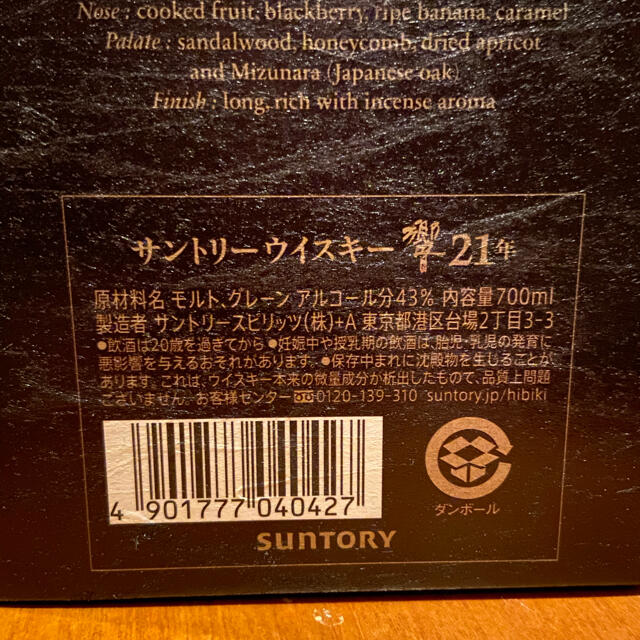 Nose : cooked fruit, blackberry, ripe banana, caramel
Palate : sandalwood, honeycomb, dried apricot
and Mizunara (Japanese oak)
Finish : long, rich with incense aroma
サントリーウイスキー 響 21年
原材料名 モルト、グレーン アルコール分43% 内容量700ml
製造者 サントリースピリッツ(株)+A 東京都港区台場2丁目3-3
●飲酒は20歳を過ぎてから ●妊娠中や授乳期の飲酒は、胎児・乳児の発育に
悪影響を与えるおそれがあります。 ●保存中まれに沈殿物を生じることが
あります。これは、ウイスキー本来の微量成分が析出したもので、品質上問題
ございません。お客様センター 0120-139-310 suntory.jp/hibiki
4 901777 040427
ダンボール
SUNTORY